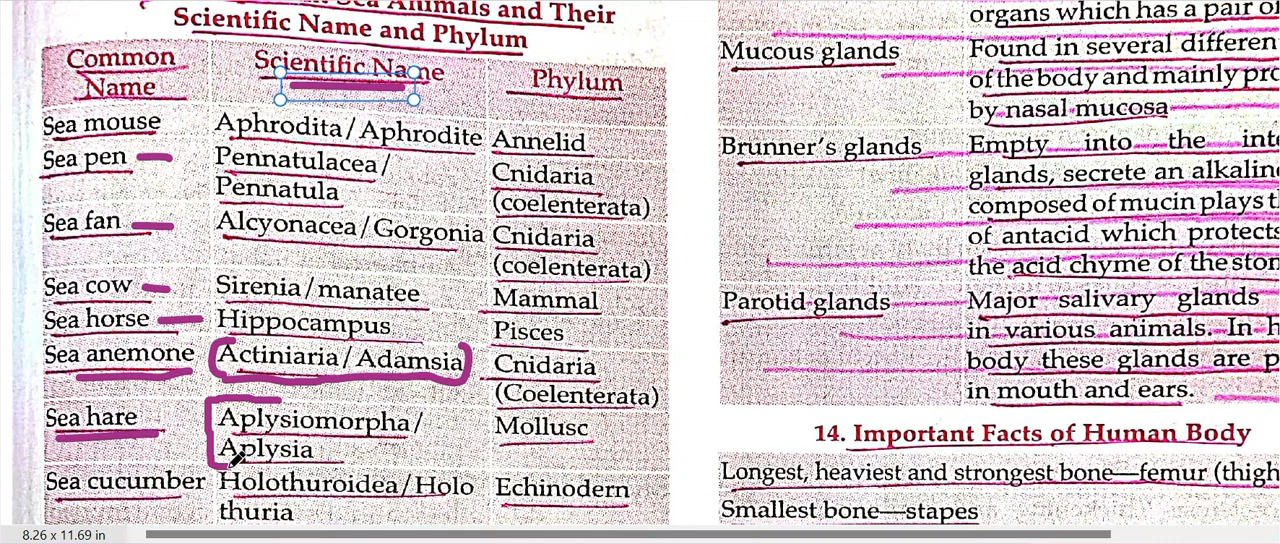 Sea Animals and Their
Scientific Name and Phylum
Common Name
Scientific Name
Phylum
Sea mouse
Aphrodita/Aphrodite
Annelid
Sea pen
Pennatulacea/
Pennatula
Cnidaria
(coelenterata)
Sea fan
Alcyonacea/Gorgonia
Cnidaria
(coelenterata)
Sea cow
Sirenia/manatee
Mammal
Sea horse
Hippocampus
Pisces
Sea anemone
Actiniaria/Adamsia
Cnidaria
(Coelenterata)
Sea hare
Aplysiomorpha/
Aplysia
Mollusc
Sea cucumber
Holothuroidea/Holo
thuria
Echinodern
organs which has a pair of
Mucous glands
Found in several differen
of the body and mainly pro
by nasal mucosa
Brunner's glands
Empty into the int
glands, secrete an alkaline
composed of mucin plays t
of antacid which protects
the acid chyme of the ston
Parotid glands
Major salivary glands
in various animals. In h
body these glands are p
in mouth and ears.
14. Important Facts of Human Body
Longest, heaviest and strongest bone—femur (thigh
Smallest bone—stapes
8.26 x 11.69 in